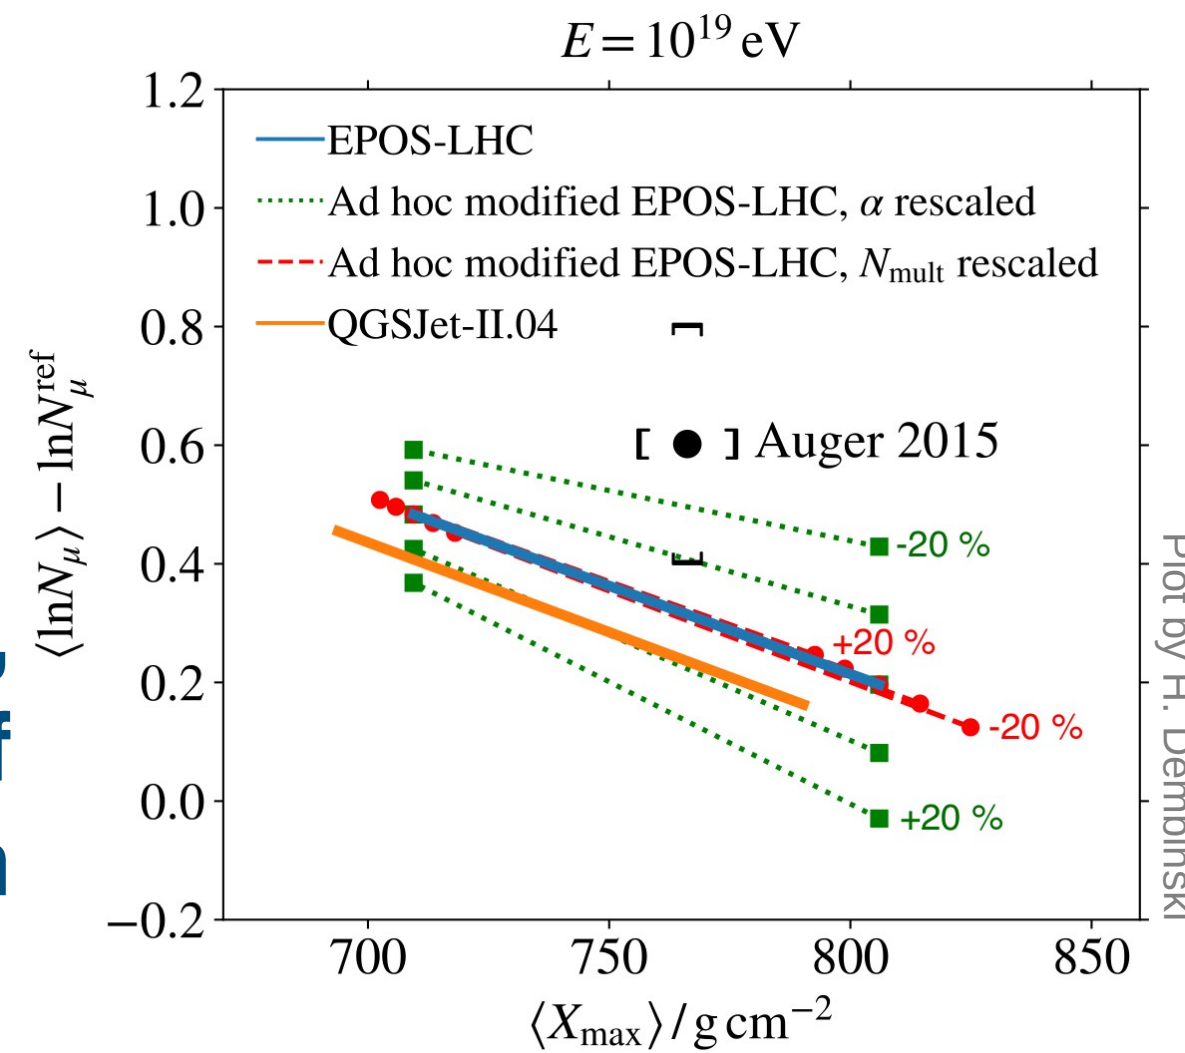 E = 10¹⁹ eV
1.2
1.0
0.8
0.6
0.4
0.2
0.0
−0.2
⟨lnN_μ⟩ − lnN_μ^ref
EPOS-LHC
Ad hoc modified EPOS-LHC, α rescaled
Ad hoc modified EPOS-LHC, N_mult rescaled
QGSJet-II.04
[ ] Auger 2015
-20 %
+20 %
-20 %
+20 %
700 750 800 850
⟨X_max⟩ / g cm⁻²
Plot by H. Dembinski